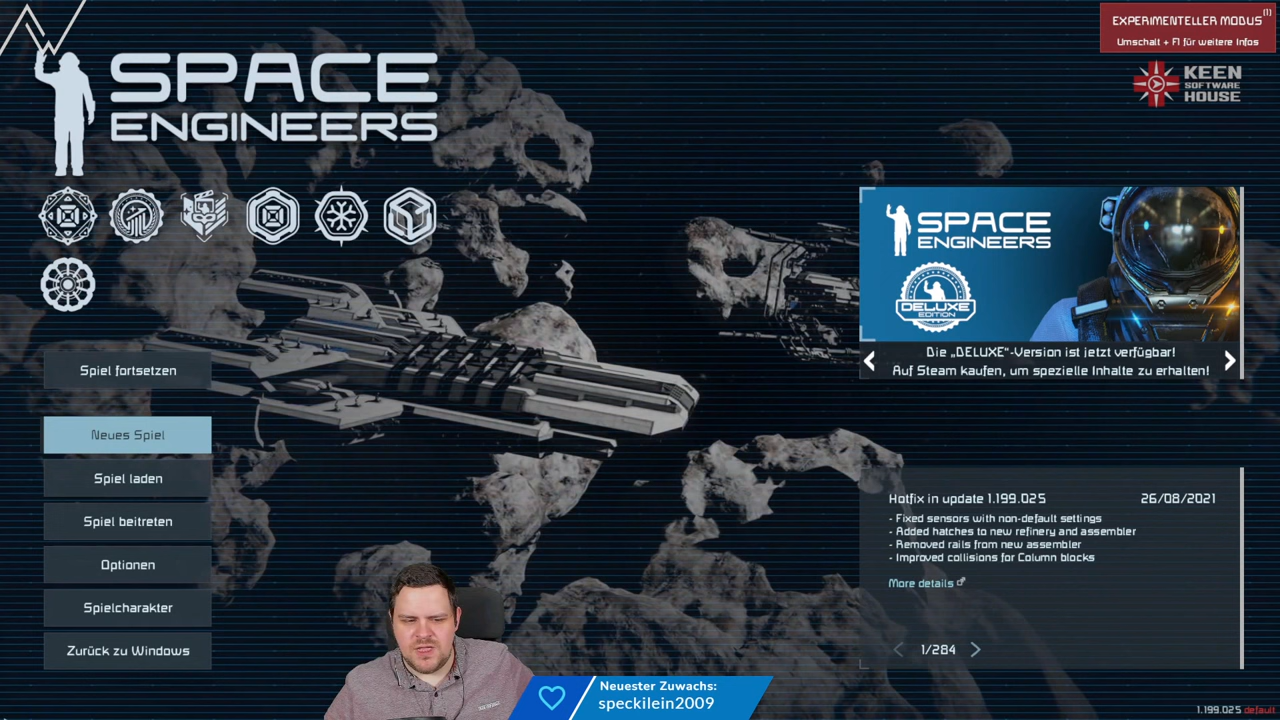 EXPERIMENTELLER MODUS (1)
Umschalt + F1 für weitere Infos
SPACE
ENGINEERS
KEEN
SOFTWARE
HOUSE
SPACE
ENGINEERS
DELUXE
EDITION
Die „DELUXE“-Version ist jetzt verfügbar!
Auf Steam kaufen, um spezielle Inhalte zu erhalten!
Spiel fortsetzen
Neues Spiel
Spiel laden
Spiel beitreten
Optionen
Spielcharakter
Zurück zu Windows
Hotfix in update 1.199.025 26/08/2021
- Fixed sensors with non-default settings
- Added hatches to new refinery and assembler
- Removed rails from new assembler
- Improved collisions for Column blocks
More details
1/284
Neuester Zuwachs:
speckilein2009
1.199.025 default